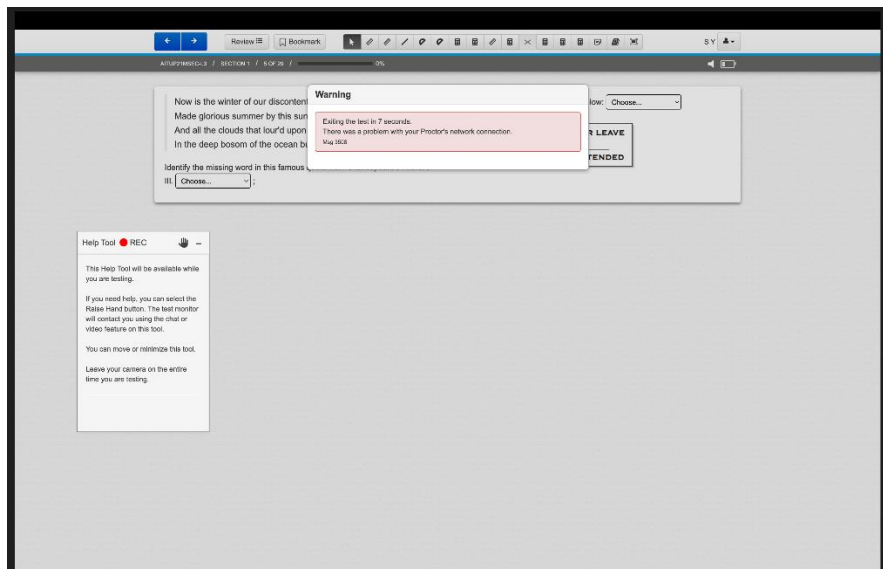 Review
Bookmark
S Y
/ SECTION 1 / 5 OF 29 /
0%
Now is the winter of our discontent
Made glorious summer by this sun
And all the clouds that lour'd upon
In the deep bosom of the ocean
Identify the missing word in this famous
III. Choose... ;
Warning
Exiting the test in 7 seconds.
There was a problem with your Proctor's network connection.
Msg 3508
low: Choose...
R LEAVE
TENDED
Help Tool REC
This Help Tool will be available while
you are testing.
If you need help, you can select the
Raise Hand button. The test monitor
will contact you using the chat or
video feature on this tool.
You can move or minimize this tool.
Leave your camera on the entire
time you are testing.